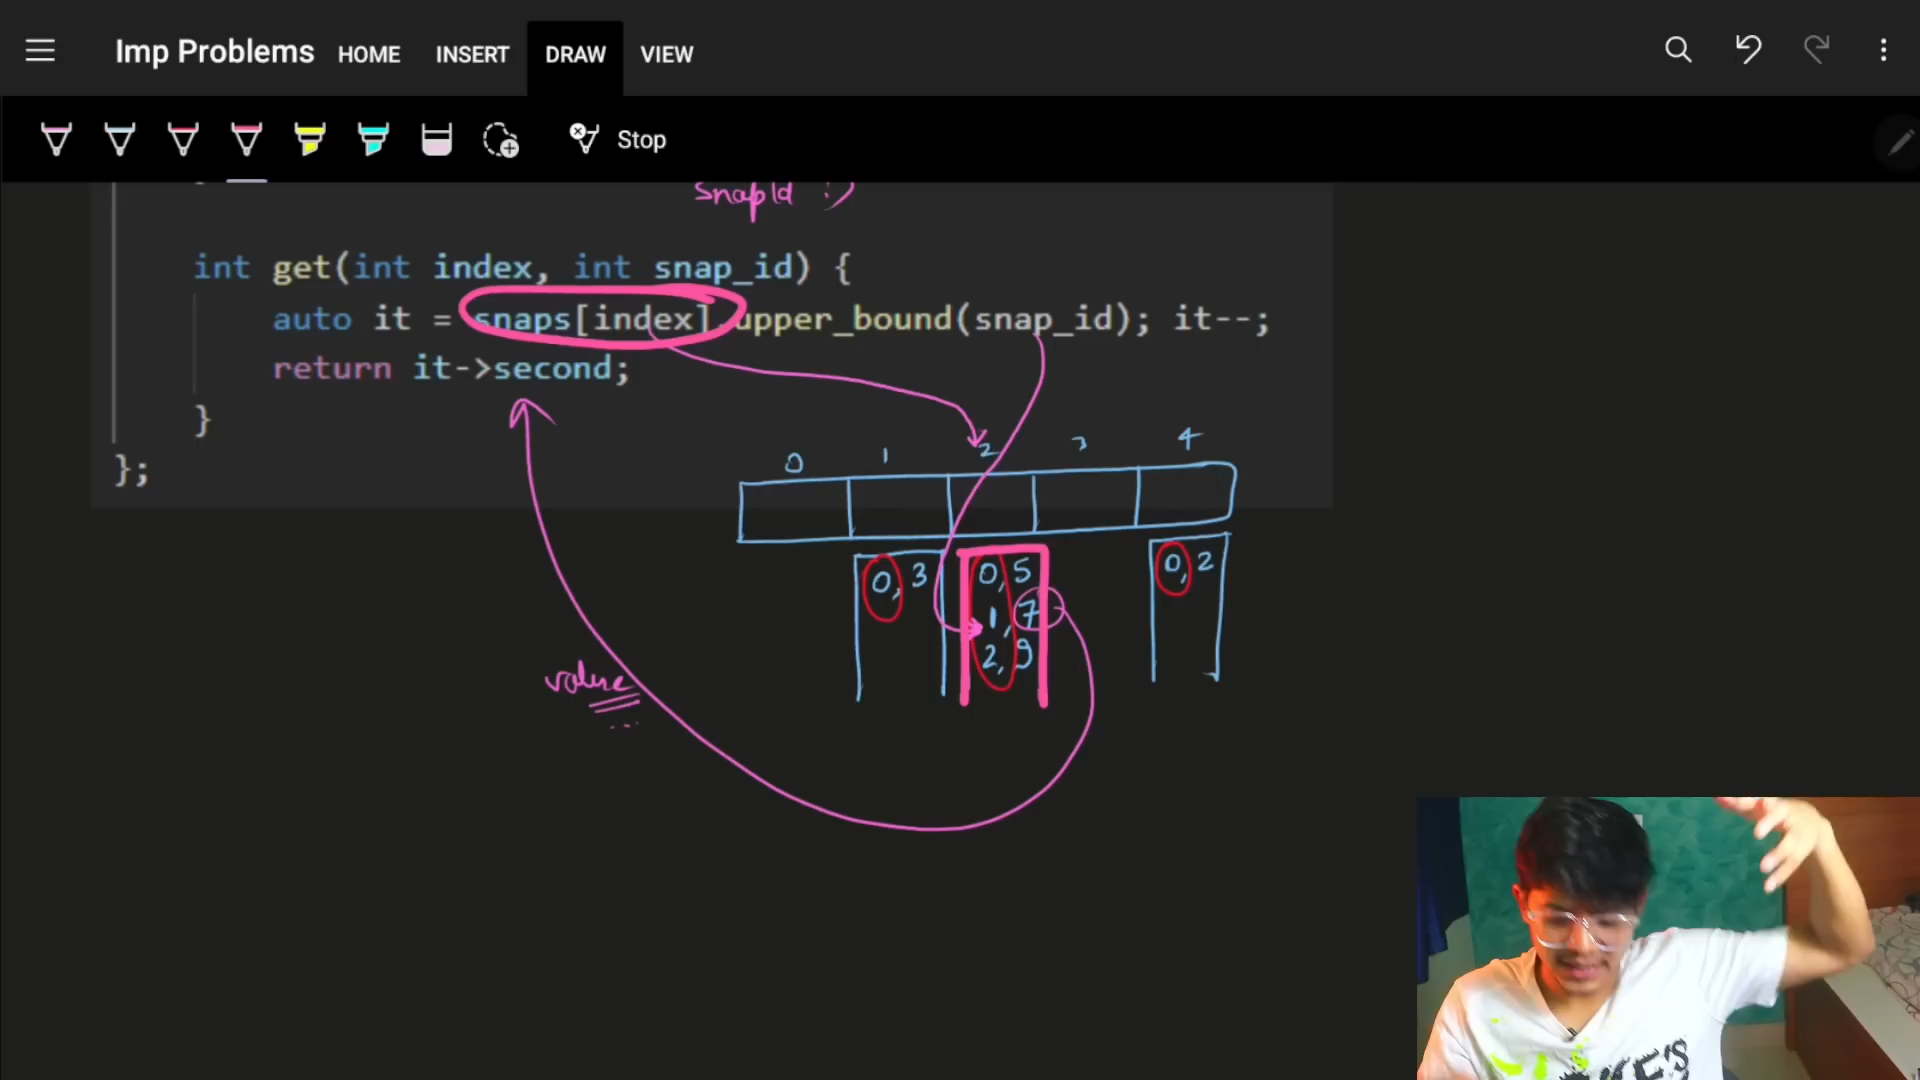 Imp Problems HOME INSERT DRAW VIEW
Stop
SnapId :)
int get(int index, int snap_id) {
auto it = snaps[index].upper_bound(snap_id); it--;
return it->second;
}
};
0 1 2 3 4
0, 3
0, 5
1, 7
2, 9
0, 2
value